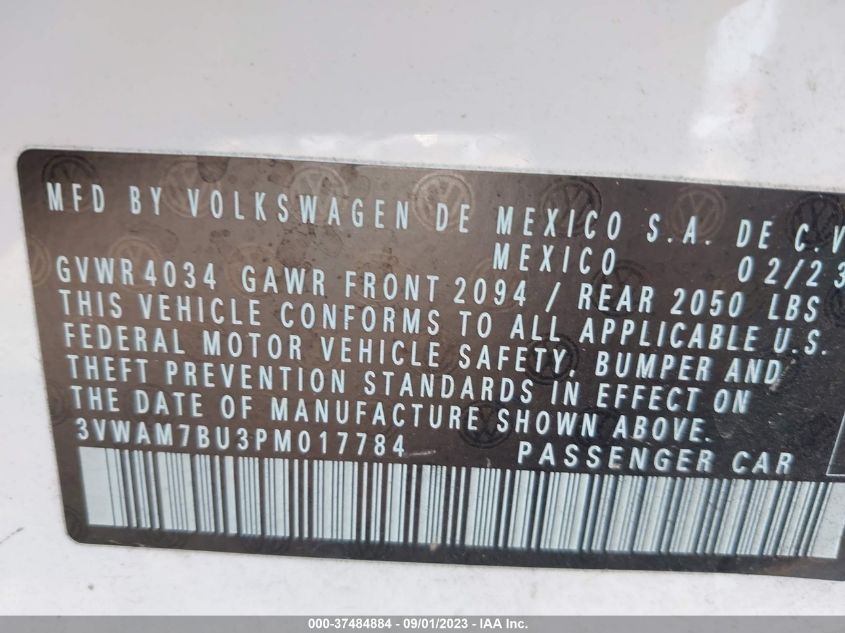 MFD BY VOLKSWAGEN DE MEXICO S.A. DE C.V
MEXICO 02/23
GVWR 4034 GAWR FRONT 2094 / REAR 2050 LBS
THIS VEHICLE CONFORMS TO ALL APPLICABLE U.S.
FEDERAL MOTOR VEHICLE SAFETY, BUMPER AND
THEFT PREVENTION STANDARDS IN EFFECT ON
THE DATE OF MANUFACTURE SHOWN ABOVE.
3VWAM7BU3PM017784 PASSENGER CAR
000-37484884 - 09/01/2023 - IAA Inc.